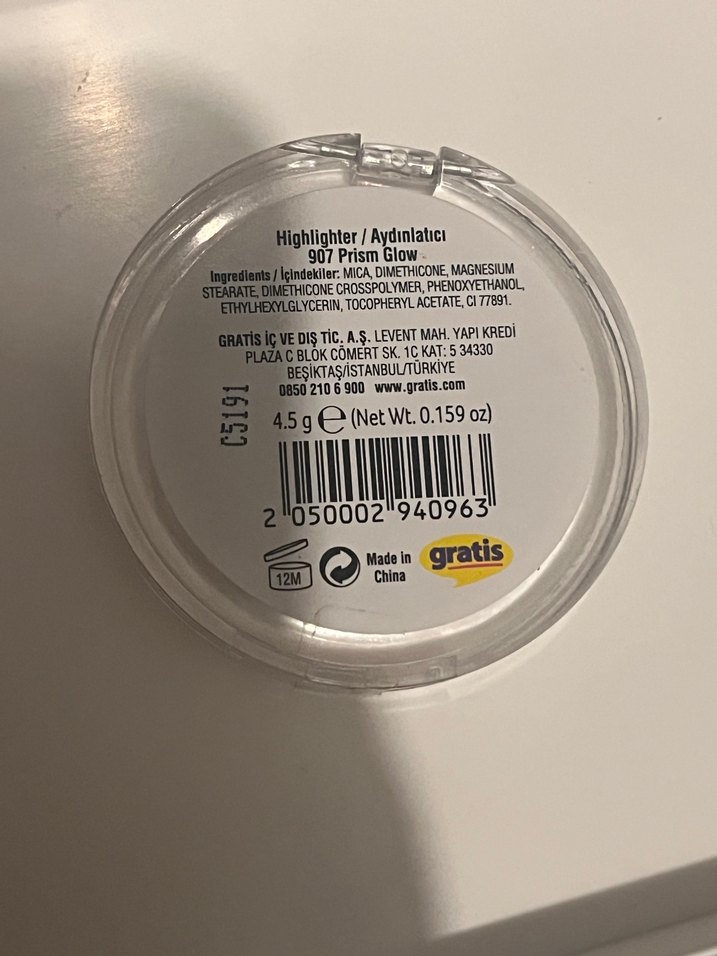 Highlighter / Aydınlatıcı
907 Prism Glow
Ingredients / İçindekiler: MICA, DIMETHICONE, MAGNESIUM
STEARATE, DIMETHICONE CROSSPOLYMER, PHENOXYETHANOL,
ETHYLHEXYLGLYCERIN, TOCOPHERYL ACETATE, CI 77891.
GRATİS İÇ VE DIŞ TİC. A.Ş. LEVENT MAH. YAPI KREDİ
PLAZA C BLOK CÖMERT SK. 1C KAT: 5 34330
BEŞİKTAŞ/İSTANBUL/TÜRKİYE
0850 210 6 900 www.gratis.com
C5191
4.5 g e (Net Wt. 0.159 oz)
2 050002 940963
12M
Made in
China
gratis